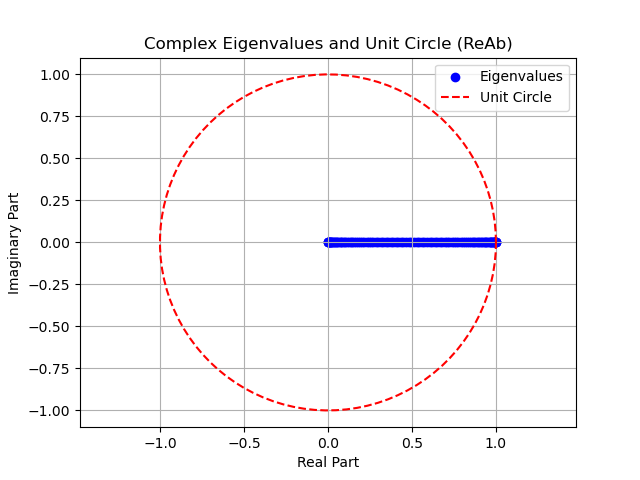 Complex Eigenvalues and Unit Circle (ReAb)
Eigenvalues
Unit Circle
1.00
0.75
0.50
0.25
0.00
−0.25
−0.50
−0.75
−1.00
Imaginary Part
−1.0 −0.5 0.0 0.5 1.0
Real Part